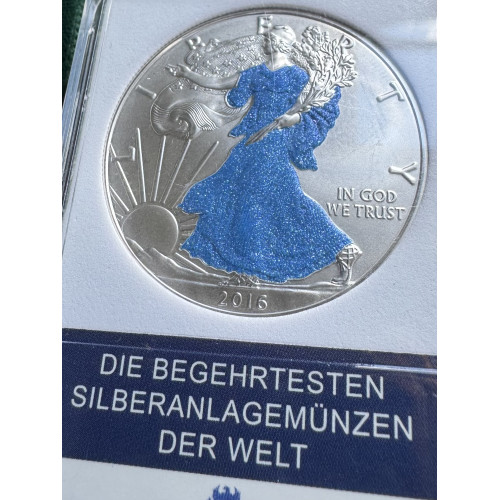 LIBERTY
IN GOD
WE TRUST
2016
DIE BEGEHRTESTEN
SILBERANLAGEMÜNZEN
DER WELT